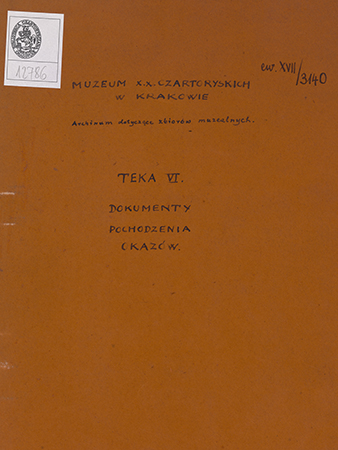 12786
ew. XVII/3140
MUZEUM X.X. CZARTORYSKICH
W KRAKOWIE
Archiwum dotyczące zbiorów muzealnych.
TEKA VI.
DOKUMENTY
POCHODZENIA
OKAZÓW.